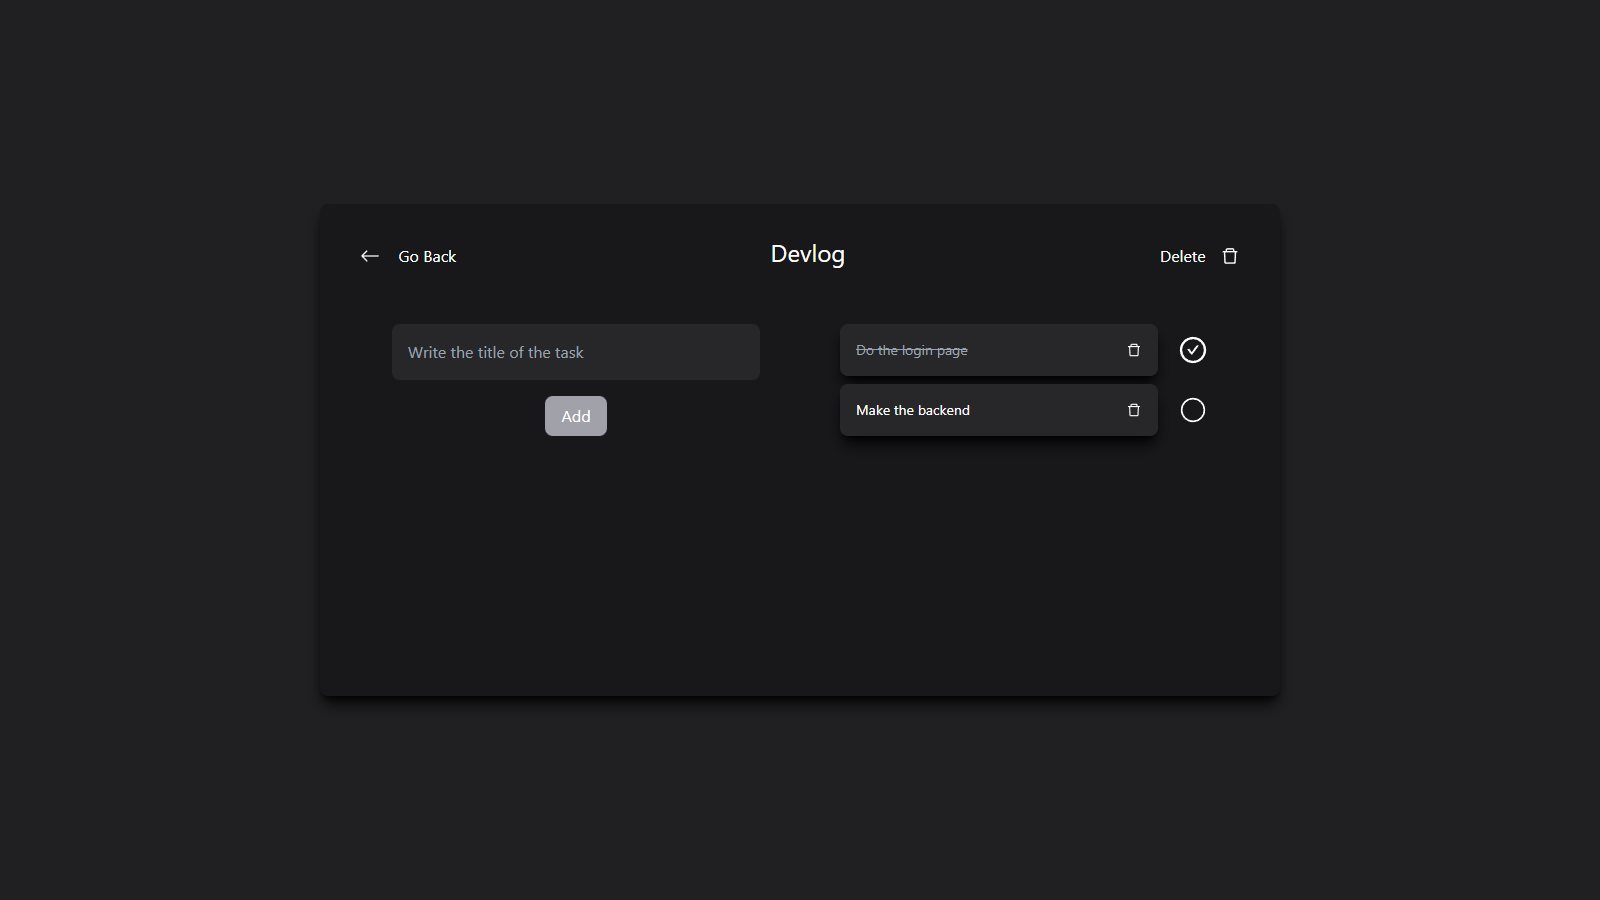 Go Back
Devlog
Delete
Write the title of the task
Add
Do the login page
Make the backend